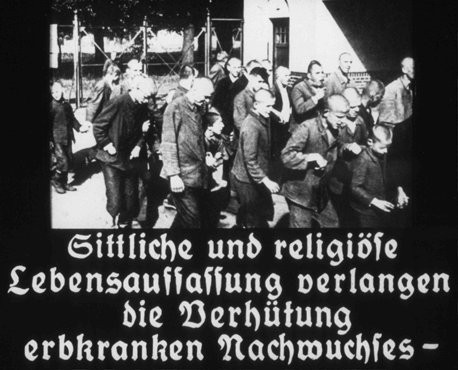 Sittliche und religiöse
Lebensauffassung verlangen
die Verhütung
erbkranken Nachwuchses-